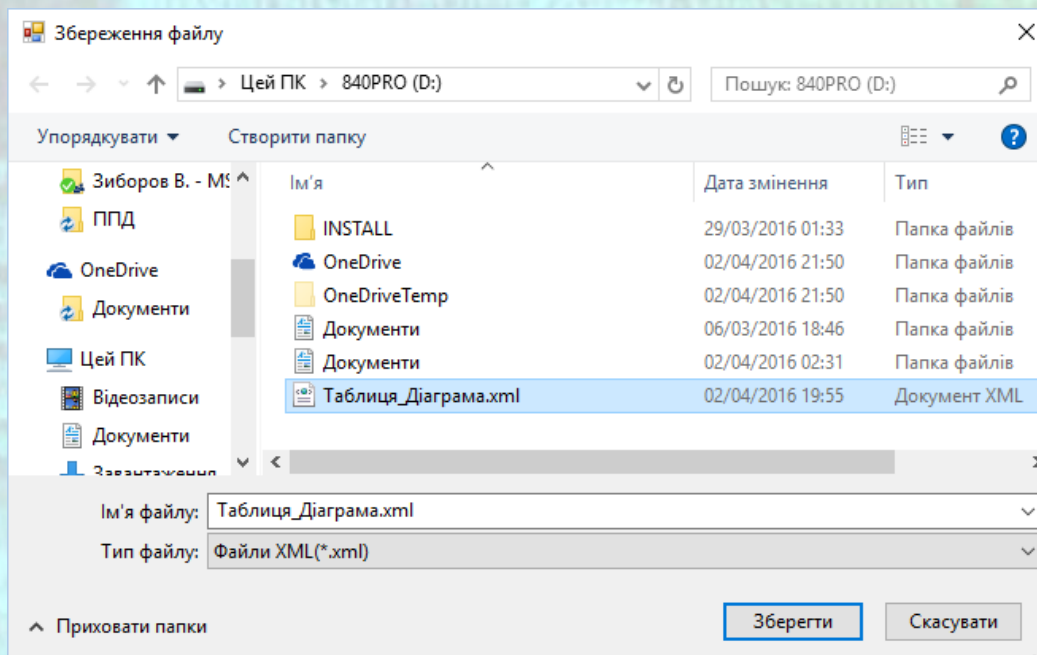 Збереження файлу
Цей ПК > 840PRO (D:)
Пошук: 840PRO (D:)
Упорядкувати
Створити папку
Зиборов В. - MS
ППД
OneDrive
Документи
Цей ПК
Відеозаписи
Документи
Завантаження
Ім’я Дата змінення Тип
INSTALL 29/03/2016 01:33 Папка файлів
OneDrive 02/04/2016 21:50 Папка файлів
OneDriveTemp 02/04/2016 21:50 Папка файлів
Документи 06/03/2016 18:46 Папка файлів
Документи 02/04/2016 02:31 Папка файлів
Таблиця_Діаграма.xml 02/04/2016 19:55 Документ XML
Ім'я файлу: Таблиця_Діаграма.xml
Тип файлу: Файли XML(*.xml)
Приховати папки
Зберегти
Скасувати